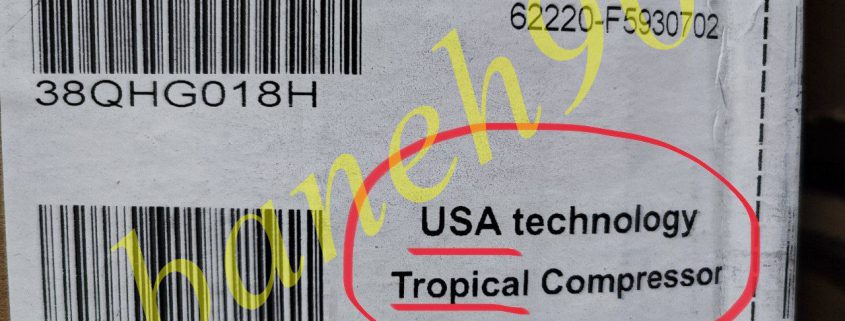 62220-F5930702
38QHG018H
USA technology
Tropical Compressor